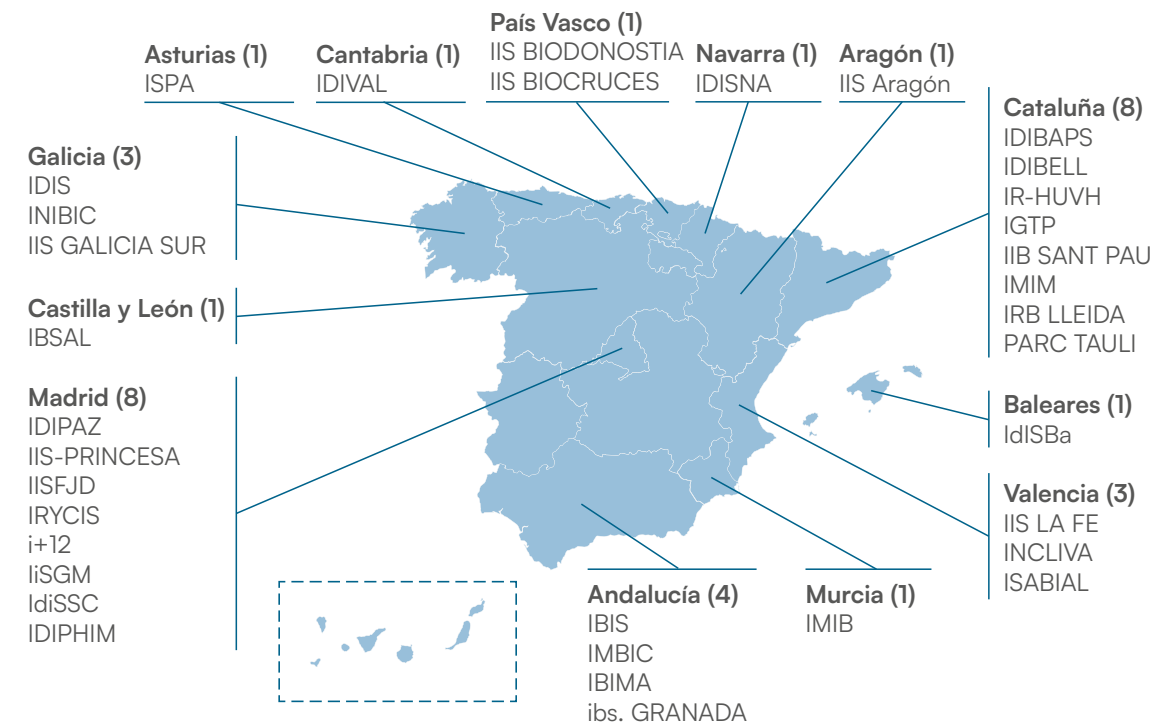 País Vasco (1)
IIS BIODONOSTIA
IIS BIOCRUCES
Asturias (1)
ISPA
Cantabria (1)
IDIVAL
Navarra (1)
IDISNA
Aragón (1)
IIS Aragón
Cataluña (8)
IDIBAPS
IDIBELL
IR-HUVH
IGTP
IIB SANT PAU
IMIM
IRB LLEIDA
PARC TAULI
Galicia (3)
IDIS
INIBIC
IIS GALICIA SUR
Castilla y León (1)
IBSAL
Madrid (8)
IDIPAZ
IIS-PRINCESA
IISFJD
IRYCIS
i+12
IiSGM
IdiSSC
IDIPHIM
Baleares (1)
IdISBa
Valencia (3)
IIS LA FE
INCLIVA
ISABIAL
Andalucía (4)
IBIS
IMBIC
IBIMA
ibs. GRANADA
Murcia (1)
IMIB